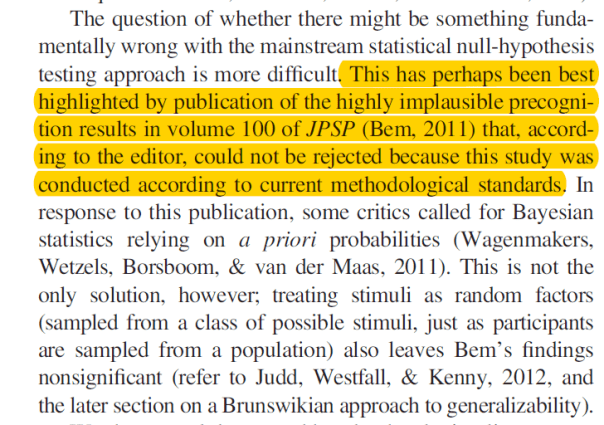 The question of whether there might be something funda-
mentally wrong with the mainstream statistical null-hypothesis
testing approach is more difficult. This has perhaps been best
highlighted by publication of the highly implausible precogni-
tion results in volume 100 of JPSP (Bem, 2011) that, accord-
ing to the editor, could not be rejected because this study was
conducted according to current methodological standards. In
response to this publication, some critics called for Bayesian
statistics relying on a priori probabilities (Wagenmakers,
Wetzels, Borsboom, & van der Maas, 2011). This is not the
only solution, however; treating stimuli as random factors
(sampled from a class of possible stimuli, just as participants
are sampled from a population) also leaves Bem’s findings
nonsignificant (refer to Judd, Westfall, & Kenny, 2012, and
the later section on a Brunswikian approach to generalizability).